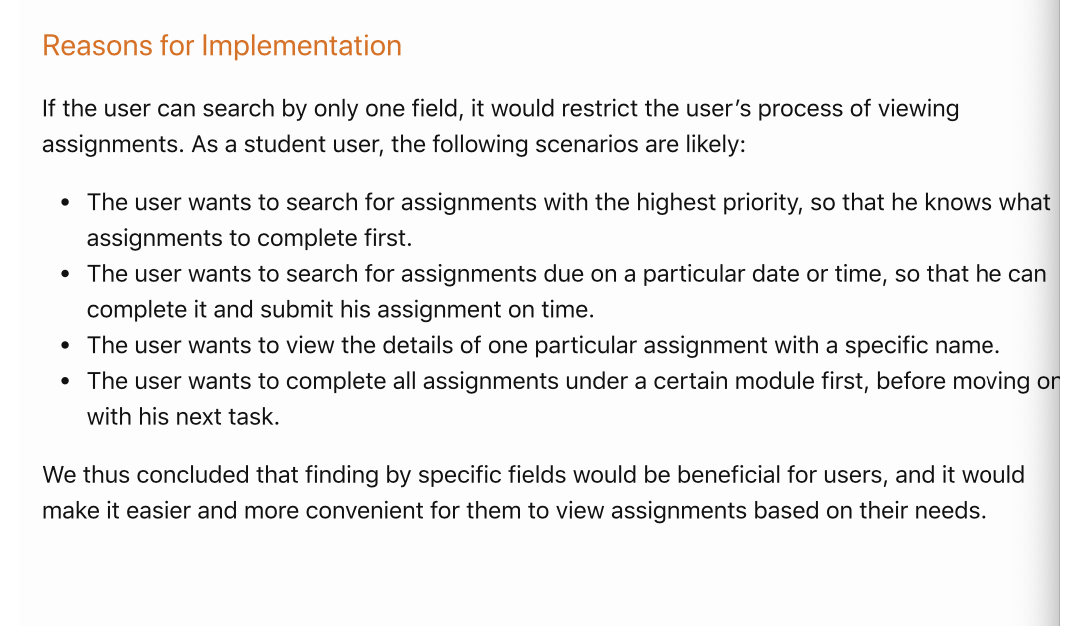 Reasons for Implementation
If the user can search by only one field, it would restrict the user’s process of viewing
assignments. As a student user, the following scenarios are likely:
• The user wants to search for assignments with the highest priority, so that he knows what
assignments to complete first.
• The user wants to search for assignments due on a particular date or time, so that he can
complete it and submit his assignment on time.
• The user wants to view the details of one particular assignment with a specific name.
• The user wants to complete all assignments under a certain module first, before moving on
with his next task.
We thus concluded that finding by specific fields would be beneficial for users, and it would
make it easier and more convenient for them to view assignments based on their needs.